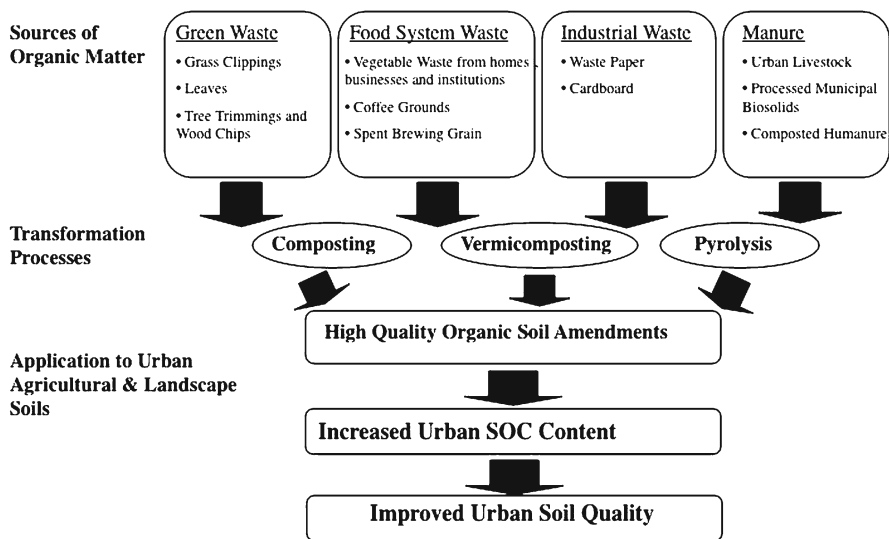 Sources of
Organic Matter
Green Waste
• Grass Clippings
• Leaves
• Tree Trimmings and
Wood Chips
Food System Waste
• Vegetable Waste from homes,
businesses and institutions
• Coffee Grounds
• Spent Brewing Grain
Industrial Waste
• Waste Paper
• Cardboard
Manure
• Urban Livestock
• Processed Municipal
Biosolids
• Composted Humanure
Transformation
Processes
Composting
Vermicomposting
Pyrolysis
High Quality Organic Soil Amendments
Application to Urban
Agricultural & Landscape
Soils
Increased Urban SOC Content
Improved Urban Soil Quality